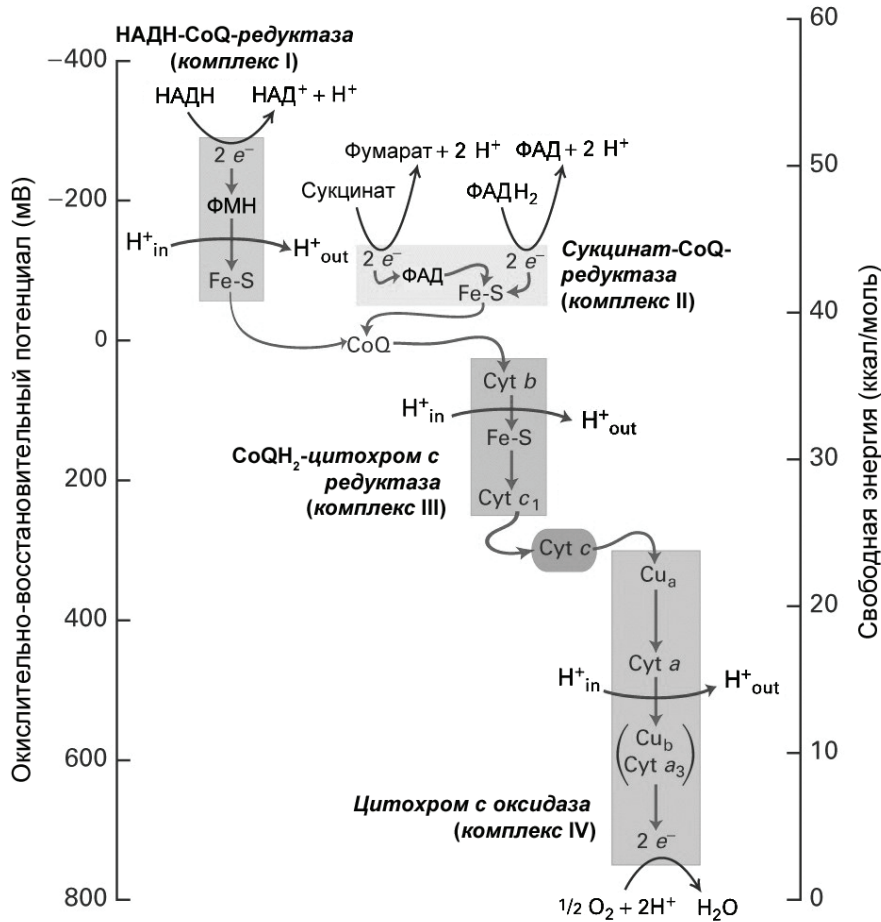 Окислительно-восстановительный потенциал (мВ)
−400
−200
0
200
400
600
800
НАДН-CoQ-редуктаза
(комплекс I)
НАДН
НАД⁺ + H⁺
2 e⁻
ФМН
H⁺in
H⁺out
Fe-S
Фумарат + 2 H⁺
ФАД + 2 H⁺
Сукцинат
ФАДH₂
2 e⁻
ФАД
2 e⁻
Fe-S
Сукцинат-CoQ-
редуктаза
(комплекс II)
CoQ
Cyt b
H⁺in
H⁺out
Fe-S
Cyt c₁
CoQH₂-цитохром c
редуктаза
(комплекс III)
Cyt c
Cuₐ
Cyt a
H⁺in
H⁺out
Cub
Cyt a₃
2 e⁻
Цитохром c оксидаза
(комплекс IV)
1/2 O₂ + 2H⁺
H₂O
60
50
40
30
20
10
0
Свободная энергия (ккал/моль)